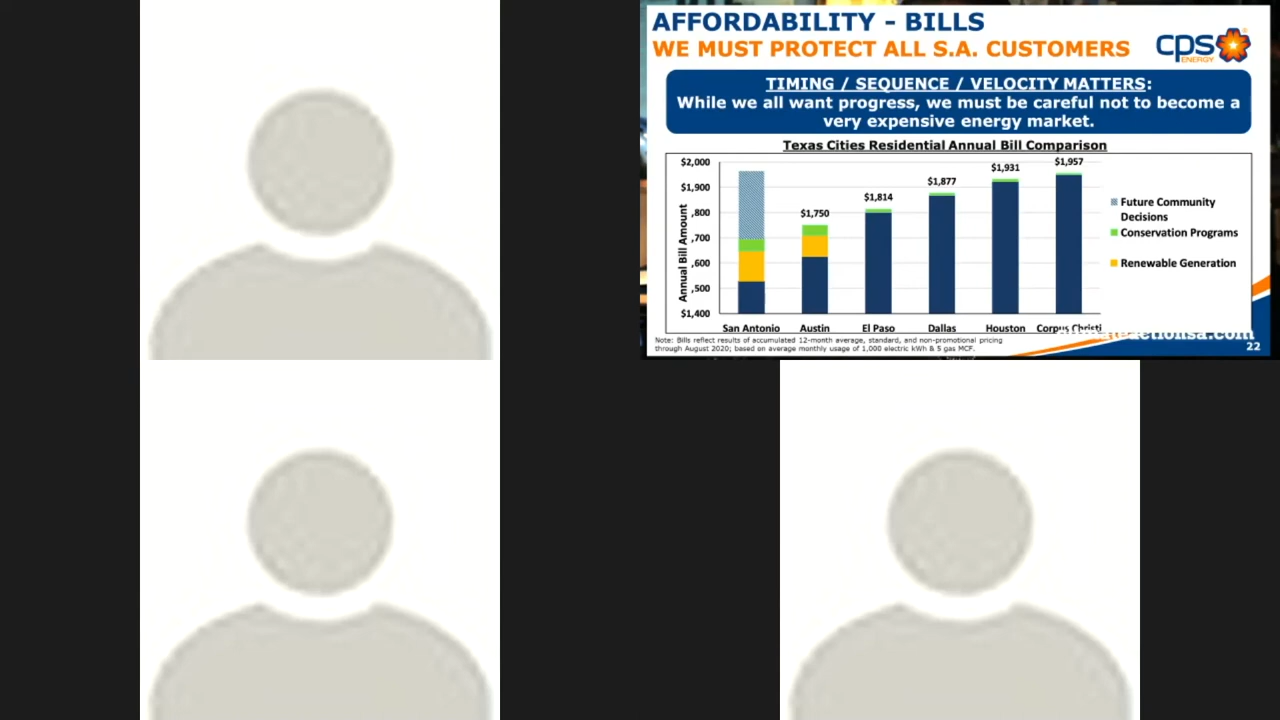 AFFORDABILITY - BILLS
WE MUST PROTECT ALL S.A. CUSTOMERS
cps
ENERGY
TIMING / SEQUENCE / VELOCITY MATTERS:
While we all want progress, we must be careful not to become a
very expensive energy market.
Texas Cities Residential Annual Bill Comparison
Annual Bill Amount
$2,000
$1,900
,800
,700
,600
,500
$1,400
$1,750
$1,814
$1,877
$1,931
$1,957
San Antonio
Austin
El Paso
Dallas
Houston
Corpus Christi
Future Community
Decisions
Conservation Programs
Renewable Generation
Note: Bills reflect results of accumulated 12-month average, standard, and non-promotional pricing
through August 2020; based on average monthly usage of 1,000 electric kWh & 5 gas MCF.
22